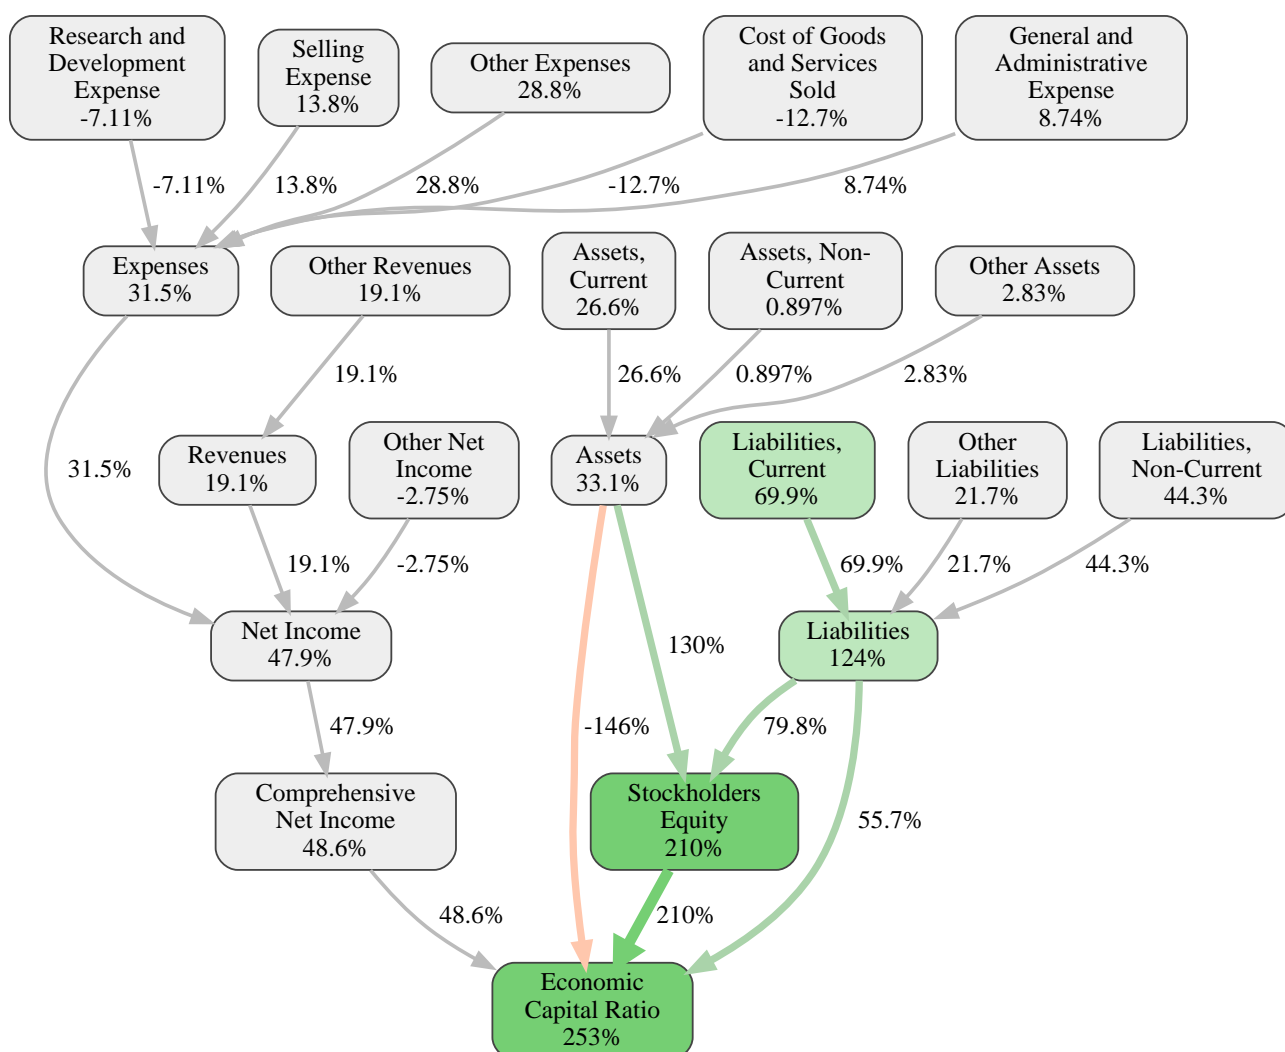 Research and
Development
Expense
-7.11%
Selling
Expense
13.8%
Other Expenses
28.8%
Cost of Goods
and Services
Sold
-12.7%
General and
Administrative
Expense
8.74%
-7.11%
13.8%
28.8%
-12.7%
8.74%
Expenses
31.5%
Other Revenues
19.1%
Assets,
Current
26.6%
Assets, Non-
Current
0.897%
Other Assets
2.83%
19.1%
26.6%
0.897%
2.83%
31.5%
Revenues
19.1%
Other Net
Income
-2.75%
Assets
33.1%
Liabilities,
Current
69.9%
Other
Liabilities
21.7%
Liabilities,
Non-Current
44.3%
19.1%
-2.75%
69.9%
21.7%
44.3%
Net Income
47.9%
130%
Liabilities
124%
47.9%
-146%
79.8%
Comprehensive
Net Income
48.6%
Stockholders
Equity
210%
55.7%
48.6%
210%
Economic
Capital Ratio
253%